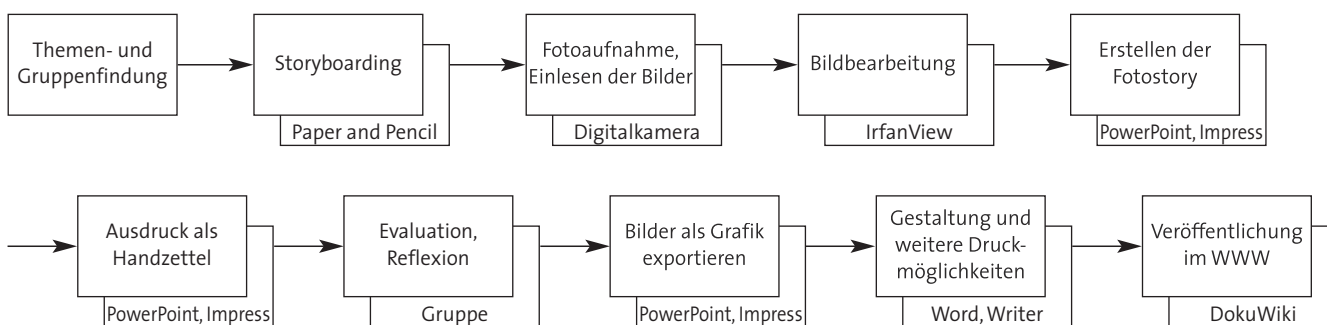 Themen- und
Gruppenfindung
Storyboarding
Paper and Pencil
Fotoaufnahme,
Einlesen der Bilder
Digitalkamera
Bildbearbeitung
IrfanView
Erstellen der
Fotostory
PowerPoint, Impress
Ausdruck als
Handzettel
PowerPoint, Impress
Evaluation,
Reflexion
Gruppe
Bilder als Grafik
exportieren
PowerPoint, Impress
Gestaltung und
weitere Druck-
möglichkeiten
Word, Writer
Veröffentlichung
im WWW
DokuWiki